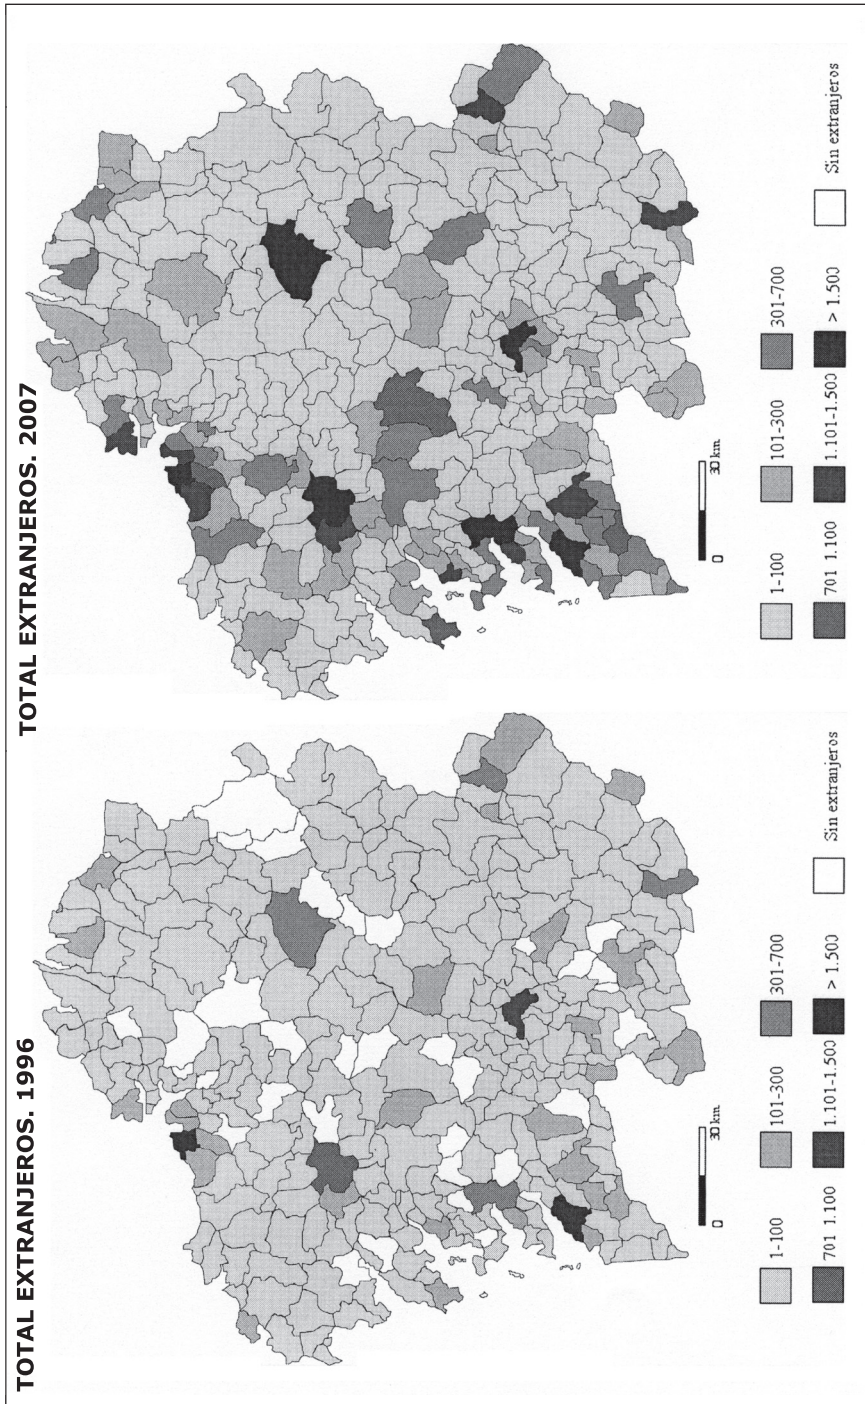 TOTAL EXTRANJEROS. 1996
0
30 km.
1-100
101-300
301-700
701 1.100
1.101-1.500
> 1.500
Sin extranjeros
TOTAL EXTRANJEROS. 2007
0
30 km.
1-100
101-300
301-700
701 1.100
1.101-1.500
> 1.500
Sin extranjeros